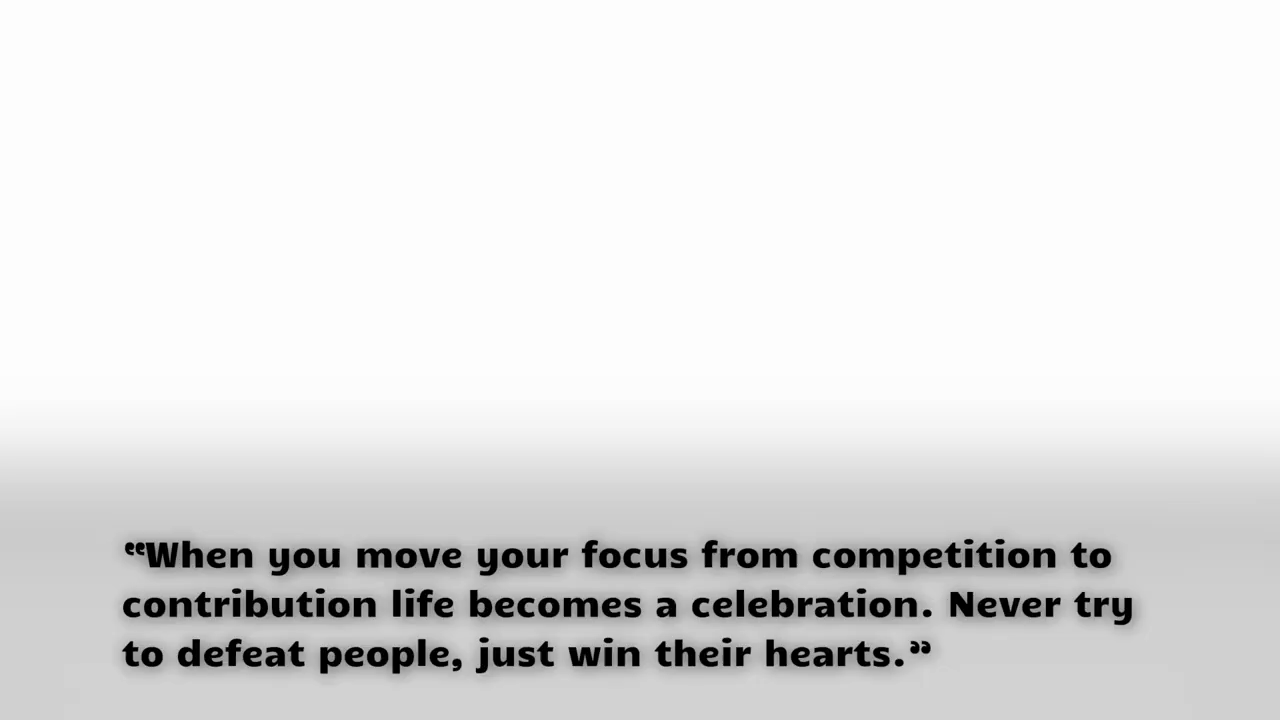 “When you move your focus from competition to
contribution life becomes a celebration. Never try
to defeat people, just win their hearts.”